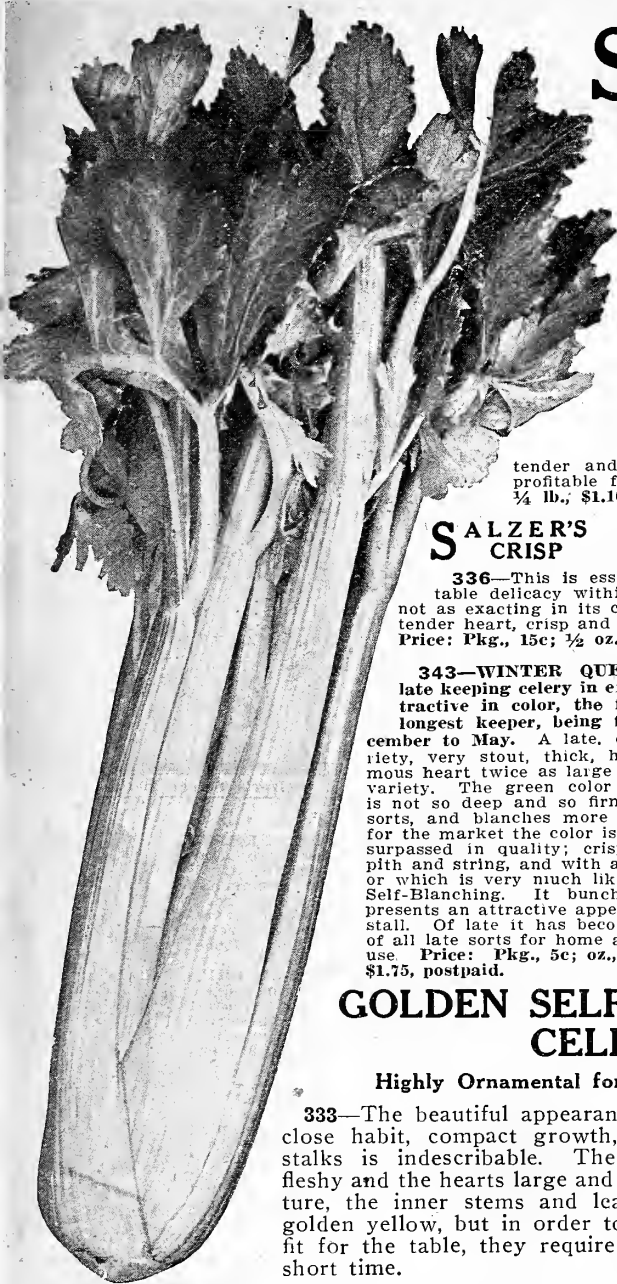 S
tender and
profitable f
¼ lb., $1.1
SALZER'S
CRISP
336—This is ess
table delicacy withi
not as exacting in its c
tender heart, crisp and
Price: Pkg., 15c; ½ oz.
343—WINTER QUE
late keeping celery in e
tractive in color, the
longest keeper, being
cember to May. A late,
riety, very stout, thick, h
mous heart twice as large
variety. The green color
is not so deep and so firm
sorts, and blanches more
for the market the color is
surpassed in quality; cris
pith and string, and with a
or which is very much lik
Self-Blanching. It bunch
presents an attractive appe
stall. Of late it has beco
of all late sorts for home a
use. Price: Pkg., 5c; oz.,
$1.75, postpaid.
GOLDEN SELF
CELE
Highly Ornamental for
333—The beautiful appearan
close habit, compact growth,
stalks is indescribable. The
fleshy and the hearts large and
ture, the inner stems and lea
golden yellow, but in order to
fit for the table, they require
short time.